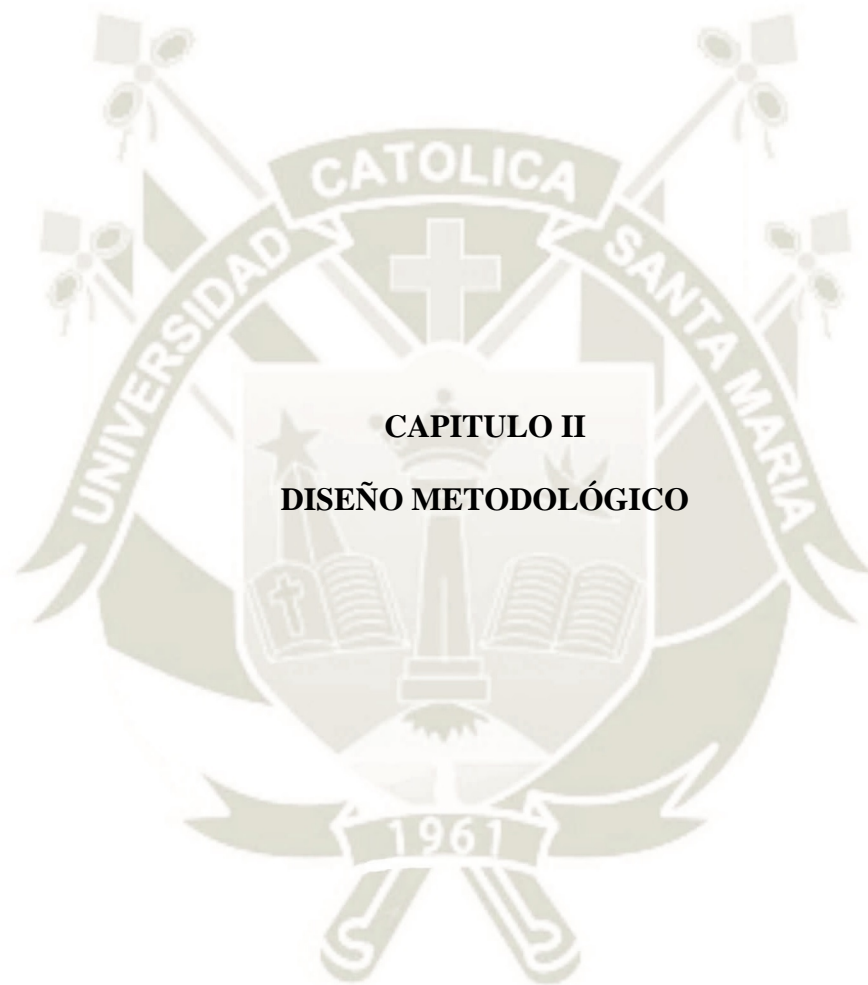 CATOLICA
UNIVERSIDAD
SANTA MARIA
CAPITULO II
DISEÑO METODOLÓGICO
1961